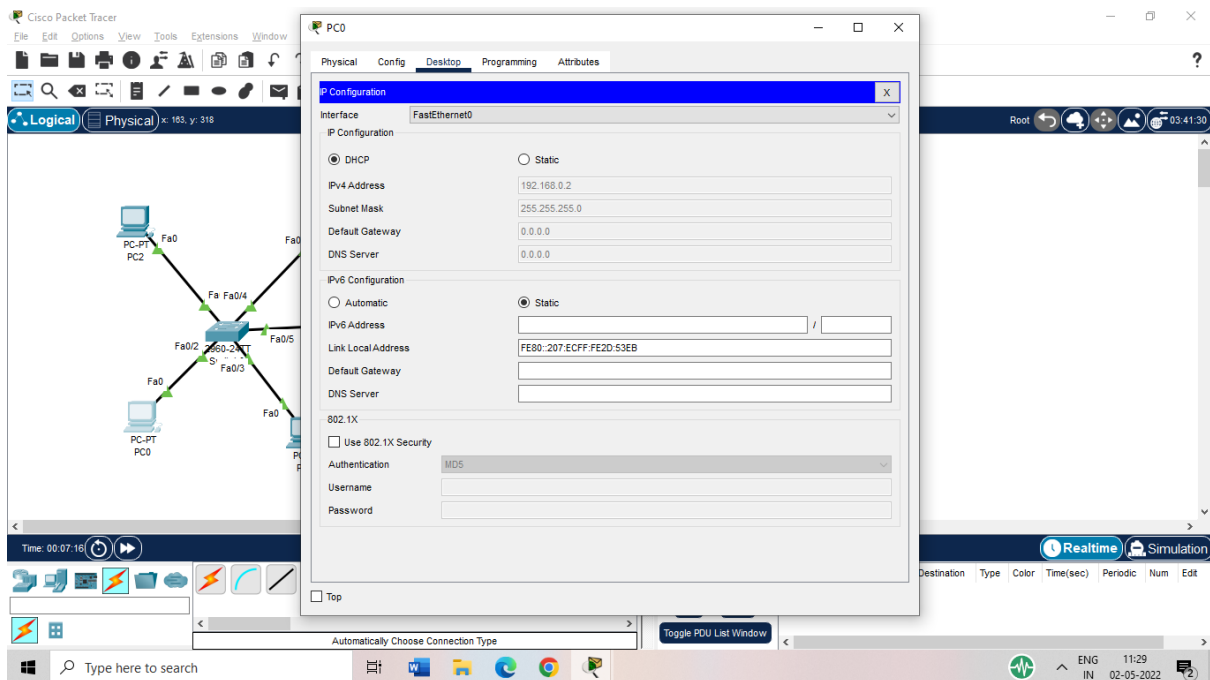 Cisco Packet Tracer
File Edit Options View Tools Extensions Window
?
Logical Physical x: 163, y: 318
Root 03:41:30
PC0
Physical Config Desktop Programming Attributes
IP Configuration X
Interface FastEthernet0
IP Configuration
DHCP Static
IPv4 Address 192.168.0.2
Subnet Mask 255.255.255.0
Default Gateway 0.0.0.0
DNS Server 0.0.0.0
IPv6 Configuration
Automatic Static
IPv6 Address /
Link Local Address FE80::207:ECFF:FE2D:53EB
Default Gateway
DNS Server
802.1X
Use 802.1X Security
Authentication MD5
Username
Password
Top
PC-PT
PC2
Fa0
Fa0
Fa Fa0/4
Fa0/5
Fa0/2 2960-24TT
Fa0/3
Fa0
Fa0
PC-PT
PC0
Time: 00:07:16
Realtime Simulation
Destination Type Color Time(sec) Periodic Num Edit
Automatically Choose Connection Type
Toggle PDU List Window
Type here to search
ENG
IN
11:29
02-05-2022
2